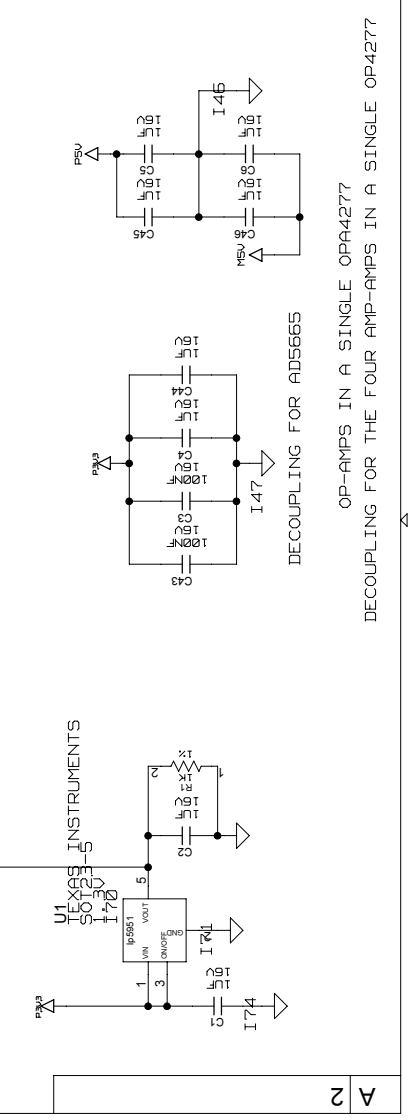 P5V
C45
1UF
16V
C5
1UF
16V
C46
1UF
16V
C6
1UF
16V
M5V
I46
P3V3
C43
100NF
16V
C3
100NF
16V
C4
1UF
16V
C44
1UF
16V
I47
DECOUPLING FOR AD5665
OP-AMPS IN A SINGLE OPA4277
DECOUPLING FOR THE FOUR AMP-AMPS IN A SINGLE OP4277
U1
TEXAS INSTRUMENTS
SOT23-5
I70
P3V3
lp5951
1
VIN
3
ON/OFF
5
VOUT
GND
I71
C1
1UF
16V
I74
C2
1UF
16V
2
R1
1K
1%
1
A
2